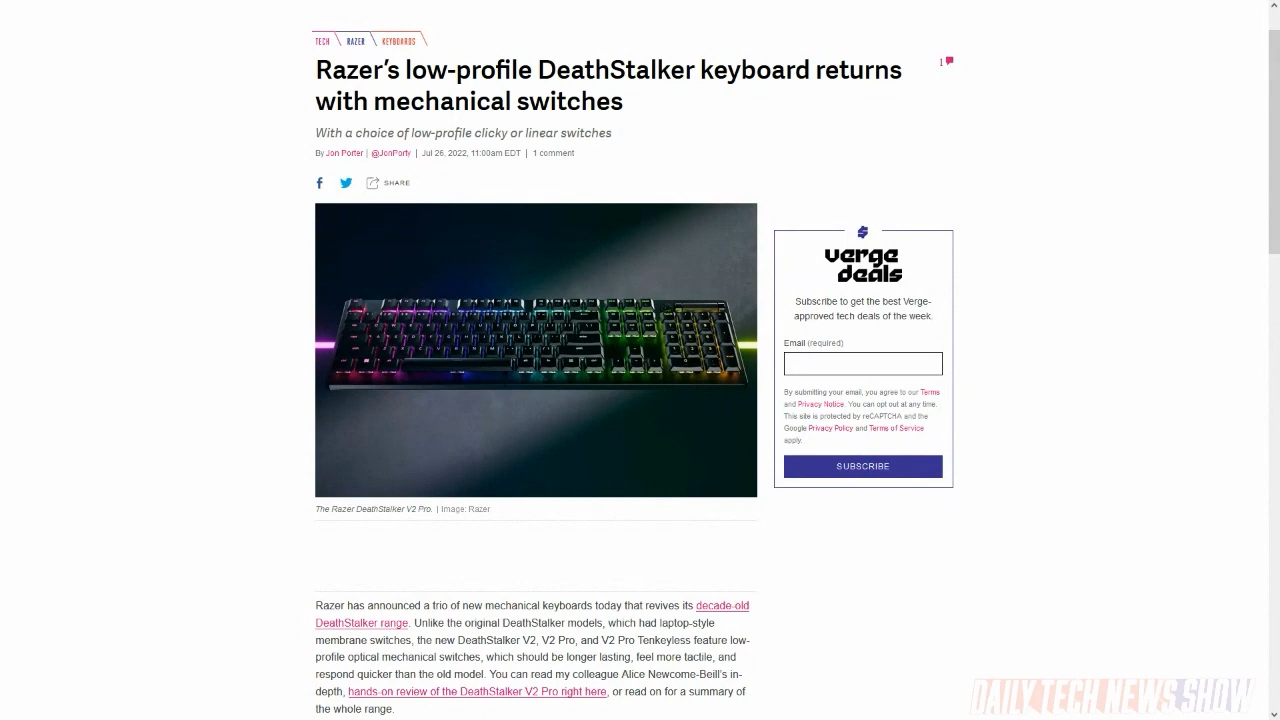 TECH
RAZER
KEYBOARDS
Razer's low-profile DeathStalker keyboard returns
with mechanical switches
1
With a choice of low-profile clicky or linear switches
By Jon Porter | @JonPorty | Jul 26, 2022, 11:00am EDT | 1 comment
SHARE
verge
deals
Subscribe to get the best Verge-
approved tech deals of the week.
Email (required)
By submitting your email, you agree to our Terms
and Privacy Notice. You can opt out at any time.
This site is protected by reCAPTCHA and the
Google Privacy Policy and Terms of Service
apply.
SUBSCRIBE
The Razer DeathStalker V2 Pro. | Image: Razer
Razer has announced a trio of new mechanical keyboards today that revives its decade-old
DeathStalker range. Unlike the original DeathStalker models, which had laptop-style
membrane switches, the new DeathStalker V2, V2 Pro, and V2 Pro Tenkeyless feature low-
profile optical mechanical switches, which should be longer lasting, feel more tactile, and
respond quicker than the old model. You can read my colleague Alice Newcome-Beill's in-
depth, hands-on review of the DeathStalker V2 Pro right here, or read on for a summary of
the whole range.
DAILY TECH NEWS SHOW